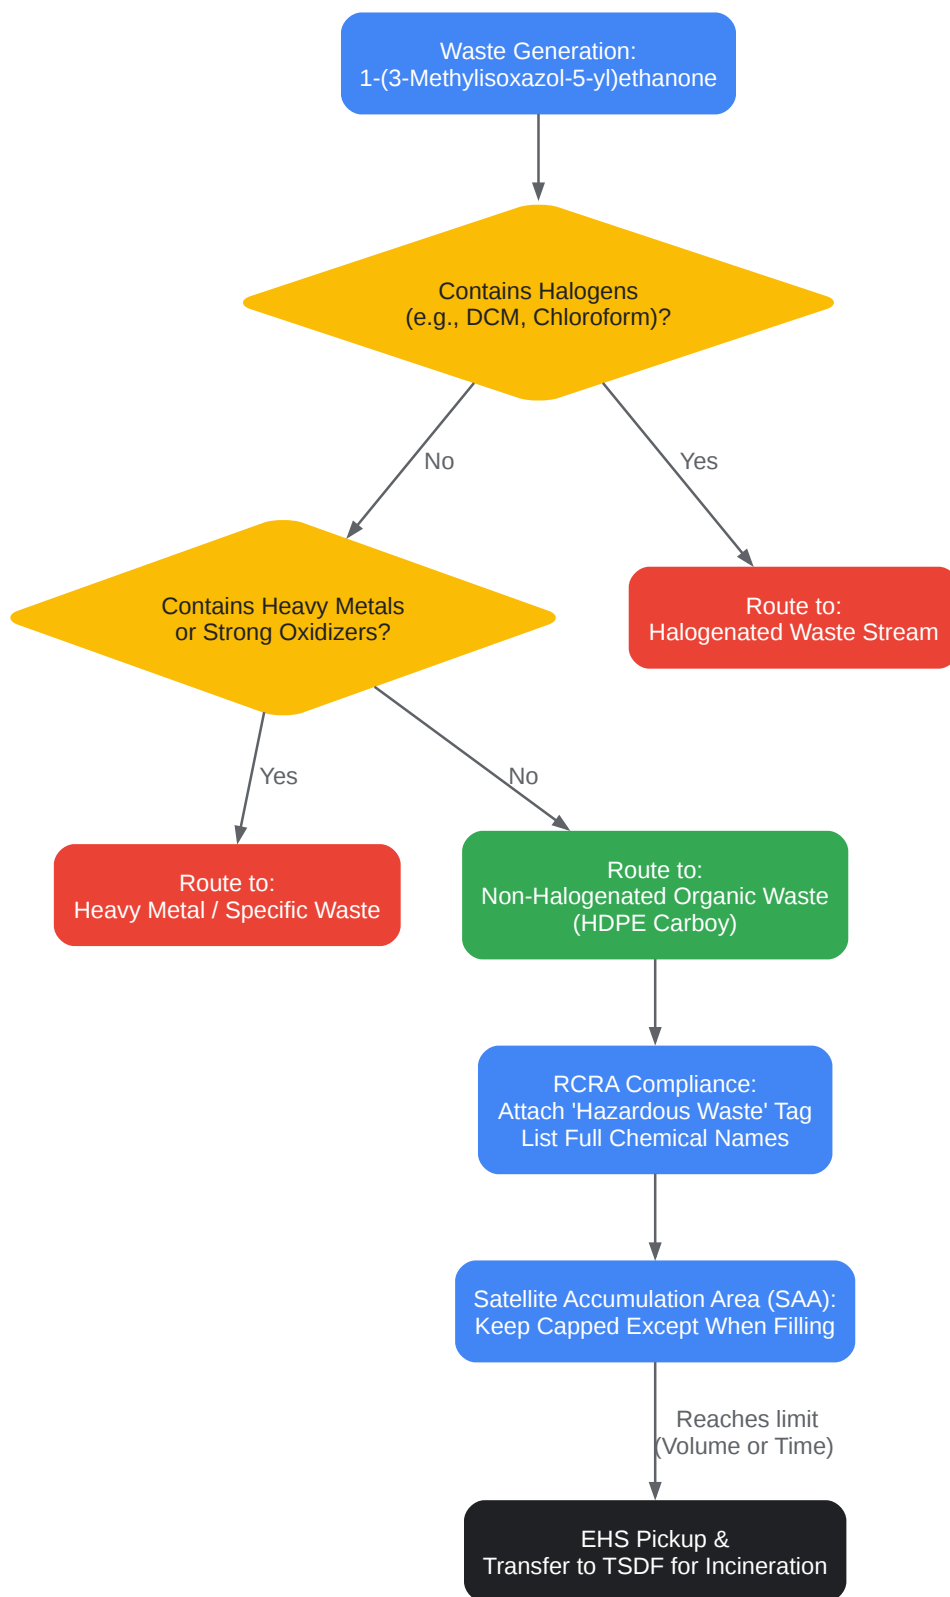 Waste Generation:
1-(3-Methylisoxazol-5-yl)ethanone
Contains Halogens
(e.g., DCM, Chloroform)?
No
Yes
Contains Heavy Metals
or Strong Oxidizers?
Route to:
Halogenated Waste Stream
Yes
No
Route to:
Heavy Metal / Specific Waste
Route to:
Non-Halogenated Organic Waste
(HDPE Carboy)
RCRA Compliance:
Attach 'Hazardous Waste' Tag
List Full Chemical Names
Satellite Accumulation Area (SAA):
Keep Capped Except When Filling
Reaches limit
(Volume or Time)
EHS Pickup &
Transfer to TSDF for Incineration